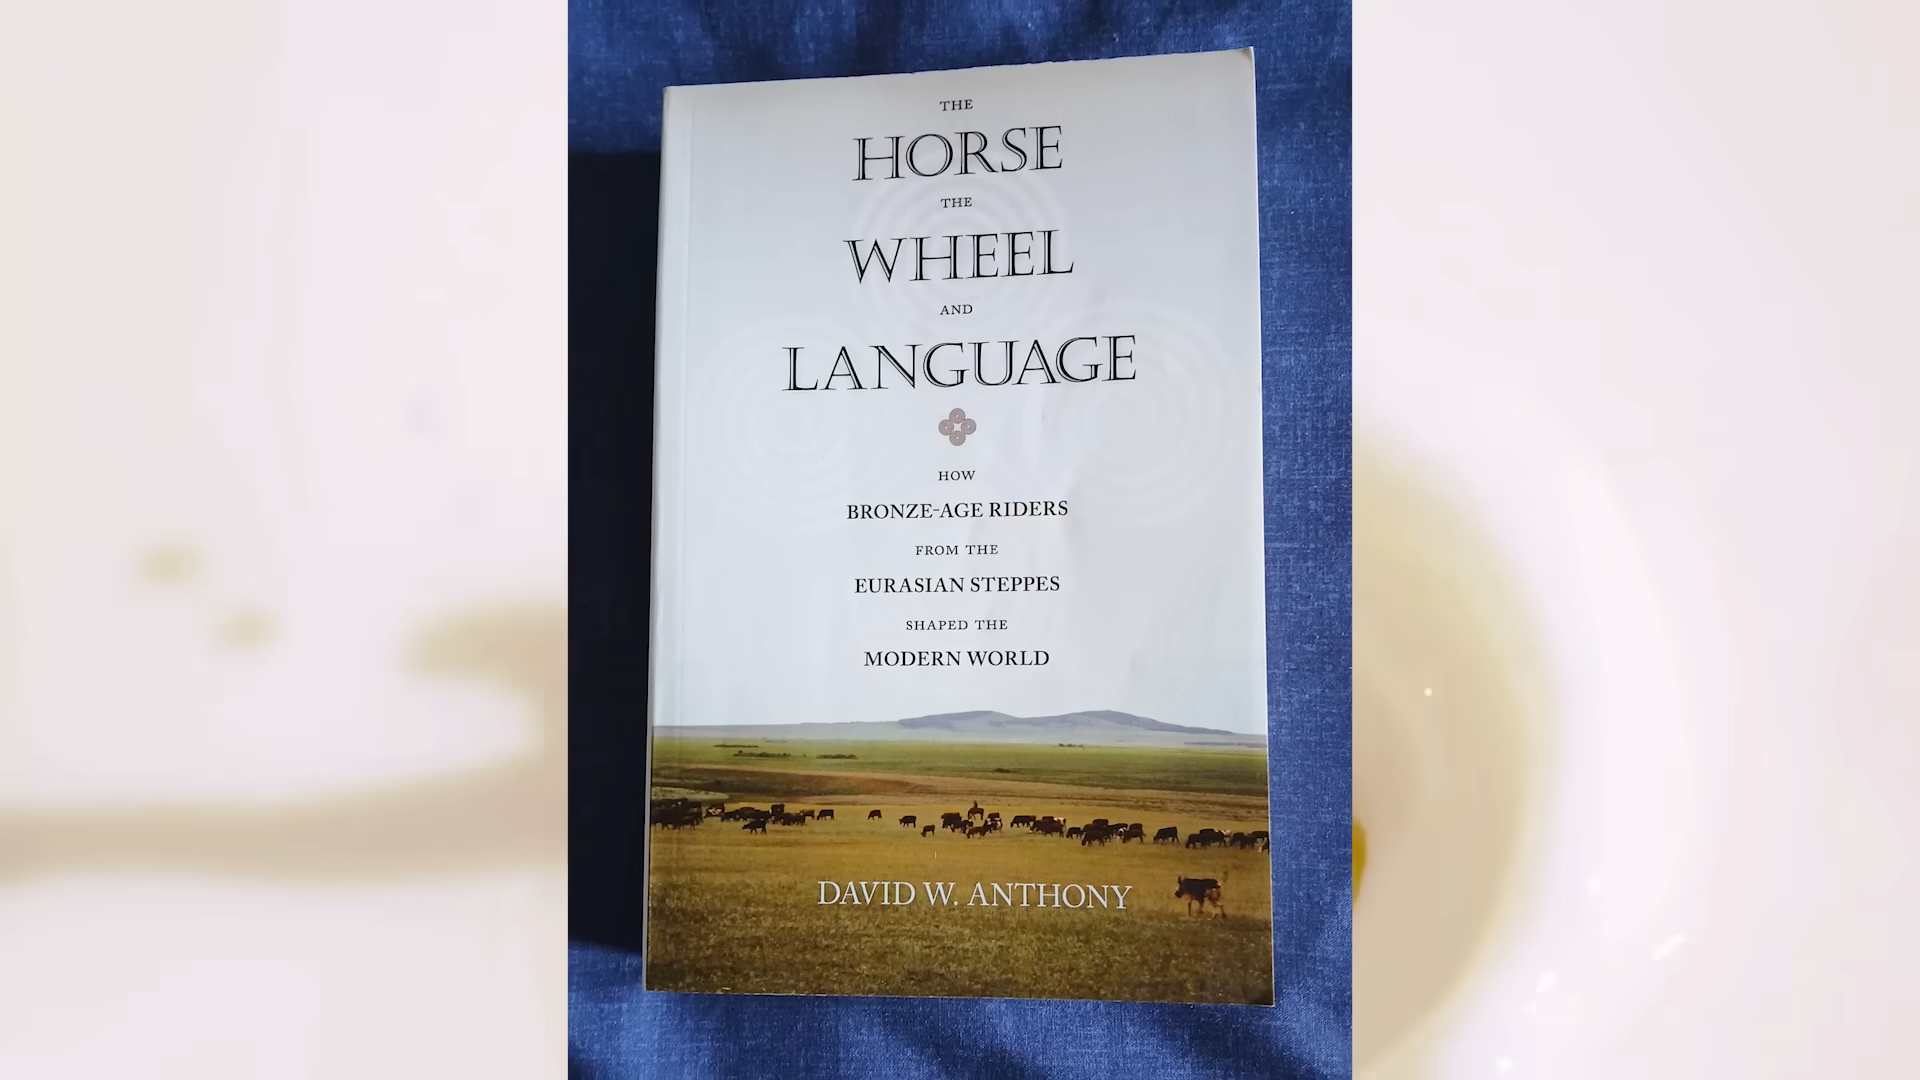 THE
HORSE
THE
WHEEL
AND
LANGUAGE
HOW
BRONZE-AGE RIDERS
FROM THE
EURASIAN STEPPES
SHAPED THE
MODERN WORLD
DAVID W. ANTHONY